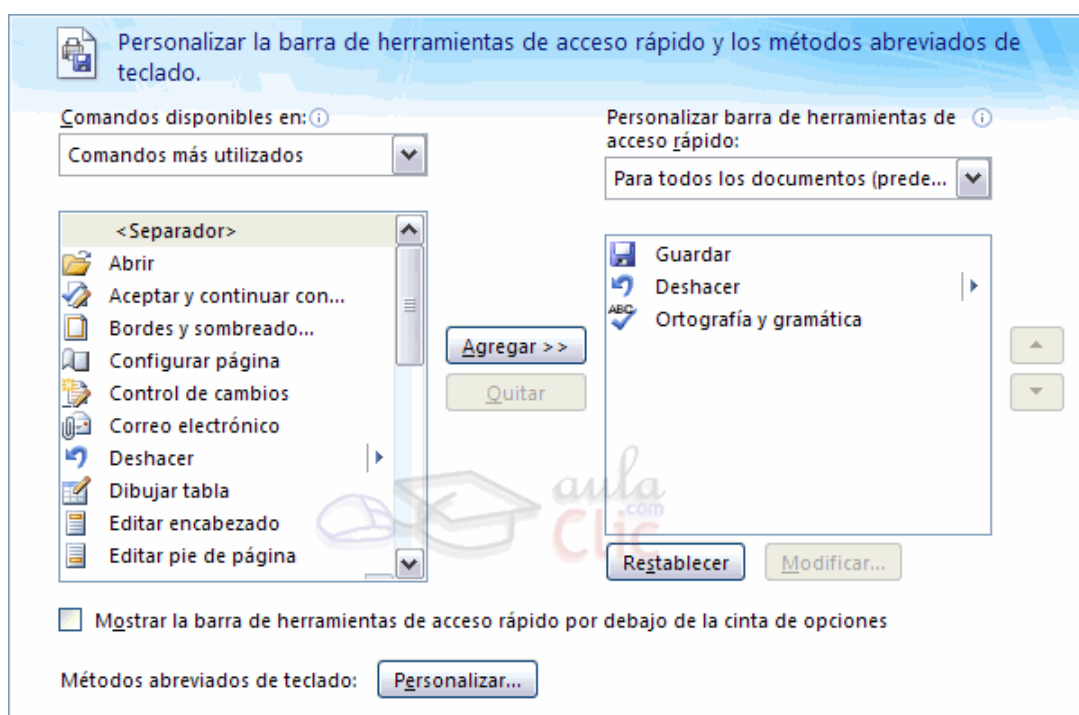 Personalizar la barra de herramientas de acceso rápido y los métodos abreviados de
teclado.
Comandos disponibles en:
Comandos más utilizados
Personalizar barra de herramientas de
acceso rápido:
Para todos los documentos (prede...
<Separador>
Abrir
Aceptar y continuar con...
Bordes y sombreado...
Configurar página
Control de cambios
Correo electrónico
Deshacer
Dibujar tabla
Editar encabezado
Editar pie de página
Agregar >>
Quitar
Guardar
Deshacer
ABC
Ortografía y gramática
aula
.com
Clic
Restablecer
Modificar...
Mostrar la barra de herramientas de acceso rápido por debajo de la cinta de opciones
Métodos abreviados de teclado:
Personalizar...